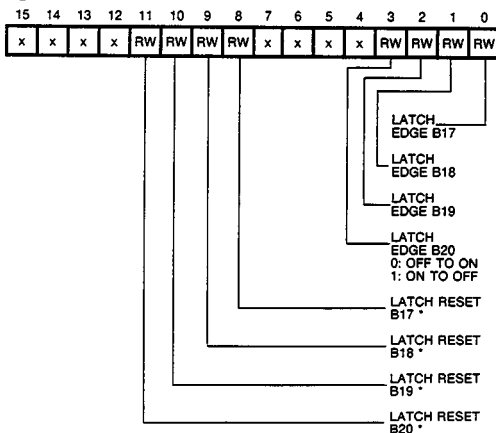 15 14 13 12 11 10 9 8 7 6 5 4 3 2 1 0
x x x x RW RW RW RW x x x x RW RW RW RW
LATCH
EDGE B17
LATCH
EDGE B18
LATCH
EDGE B19
LATCH
EDGE B20
0: OFF TO ON
1: ON TO OFF
LATCH RESET
B17 *
LATCH RESET
B18 *
LATCH RESET
B19 *
LATCH RESET
B20 *